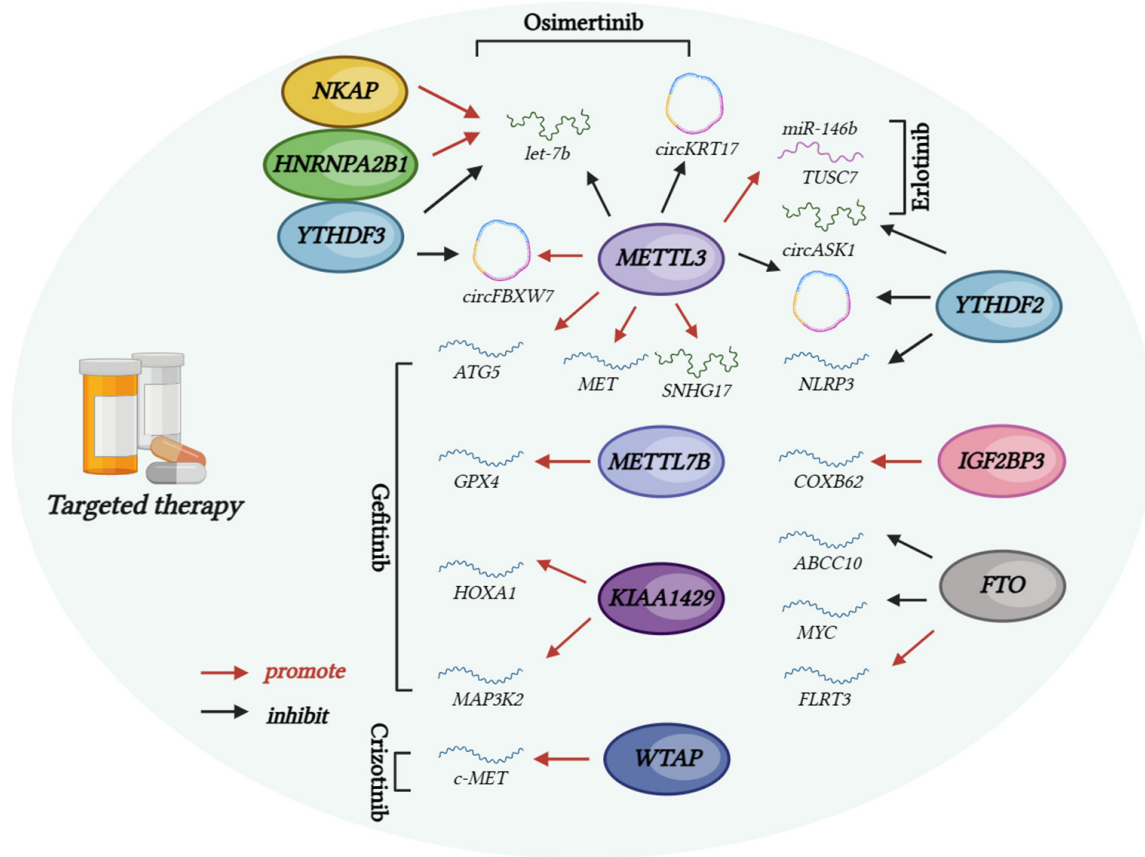 Osimertinib
NKAP
HNRNPA2B1
YTHDF3
let-7b
circKRT17
miR-146b
TUSC7
Erlotinib
circASK1
METTL3
circFBXW7
YTHDF2
ATG5
MET
SNHG17
NLRP3
Targeted therapy
Gefitinib
GPX4
METTL7B
COXB62
IGF2BP3
HOXA1
KIAA1429
ABCC10
MYC
FTO
FLRT3
MAP3K2
promote
inhibit
Crizotinib
c-MET
WTAP